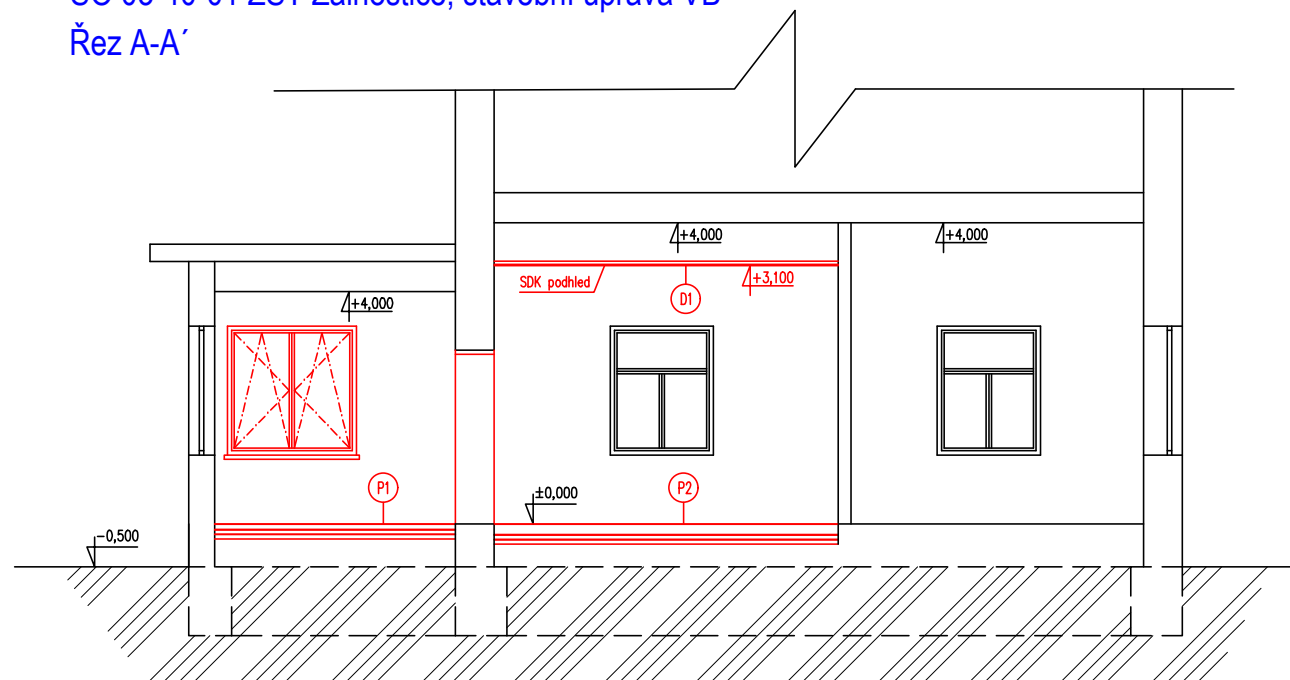 Řez A-A´
+4,000
+4,000
SDK podhled
+3,100
D1
+4,000
P1
P2
±0,000
-0,500